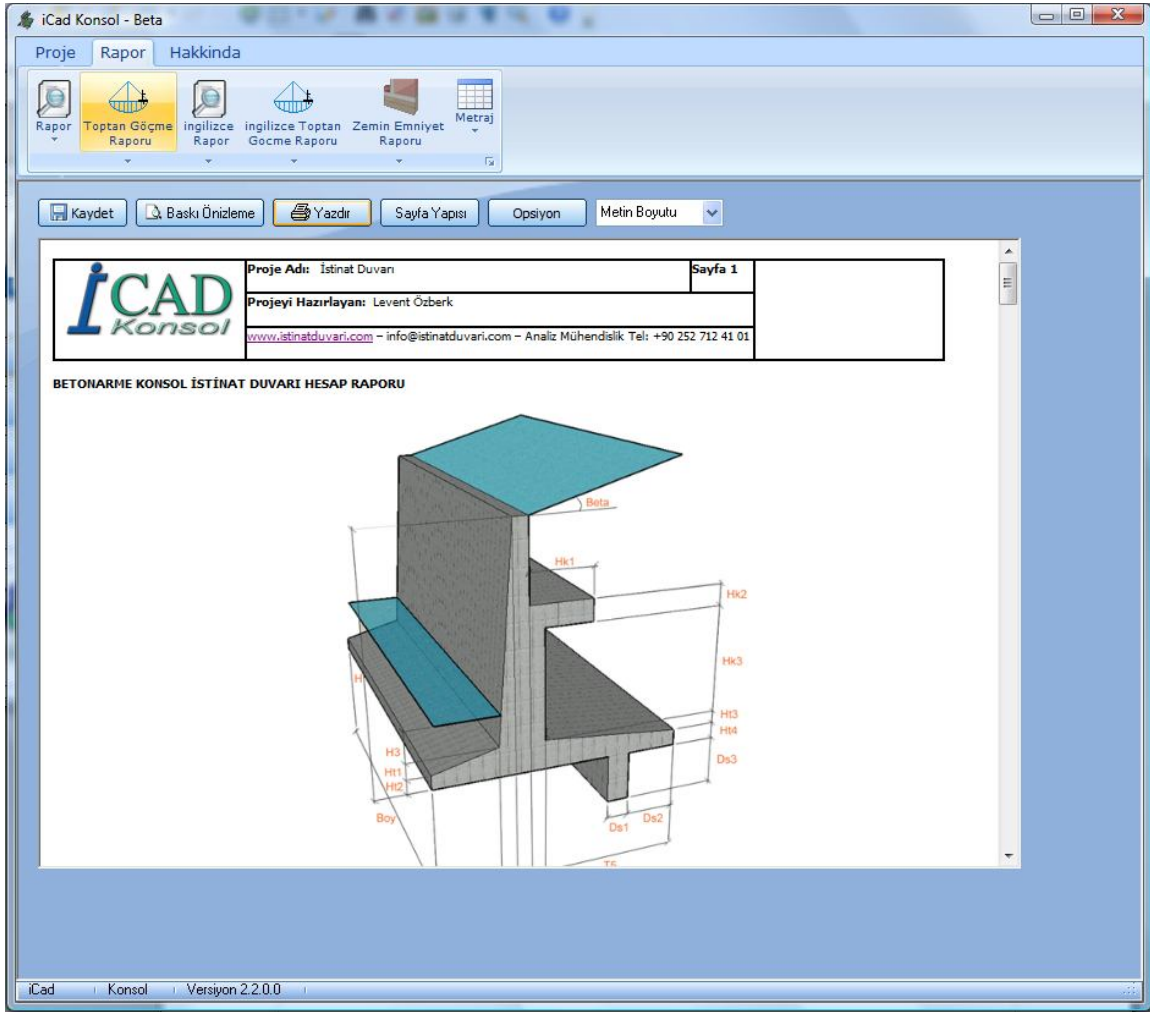 iCad Konsol - Beta
Proje Rapor Hakkinda
Rapor
Toptan Göçme
Raporu
ingilizce
Rapor
ingilizce Toptan
Gocme Raporu
Zemin Emniyet
Raporu
Metraj
Kaydet Baskı Önizleme Yazdır Sayfa Yapısı Opsiyon Metin Boyutu
iCAD
Konsol
Proje Adı: İstinat Duvarı Sayfa 1
Projeyi Hazırlayan: Levent Özberk
www.istinatduvari.com – info@istinatduvari.com – Analiz Mühendislik Tel: +90 252 712 41 01
BETONARME KONSOL İSTİNAT DUVARI HESAP RAPORU
Beta
Hk1
Hk2
Hk3
H
Ht3
Ht4
H3
Ds3
Ht1
Ht2
Boy
Ds1
Ds2
T5
iCad Konsol Versiyon 2.2.0.0